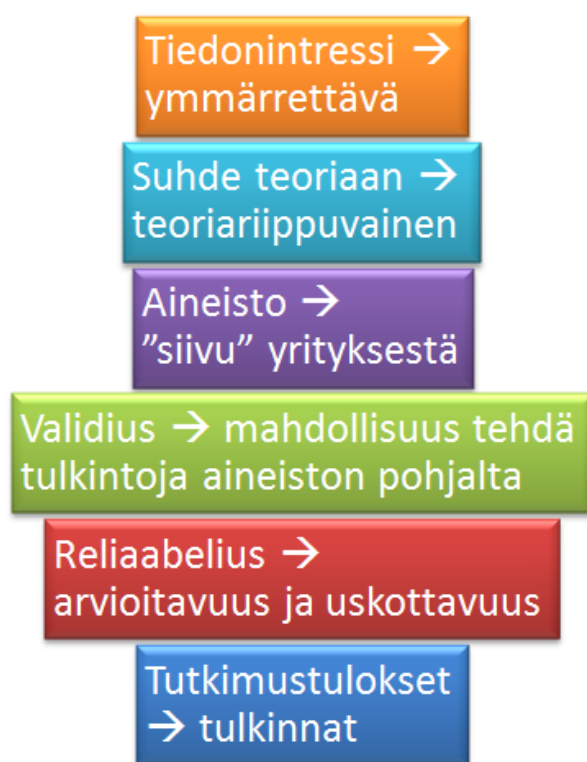 Tiedonintressi →
ymmärrettävä
Suhde teoriaan →
teoriariippuvainen
Aineisto →
”siivu” yrityksestä
Validius → mahdollisuus tehdä
tulkintoja aineiston pohjalta
Reliaabelius →
arvioitavuus ja uskottavuus
Tutkimustulokset
→ tulkinnat